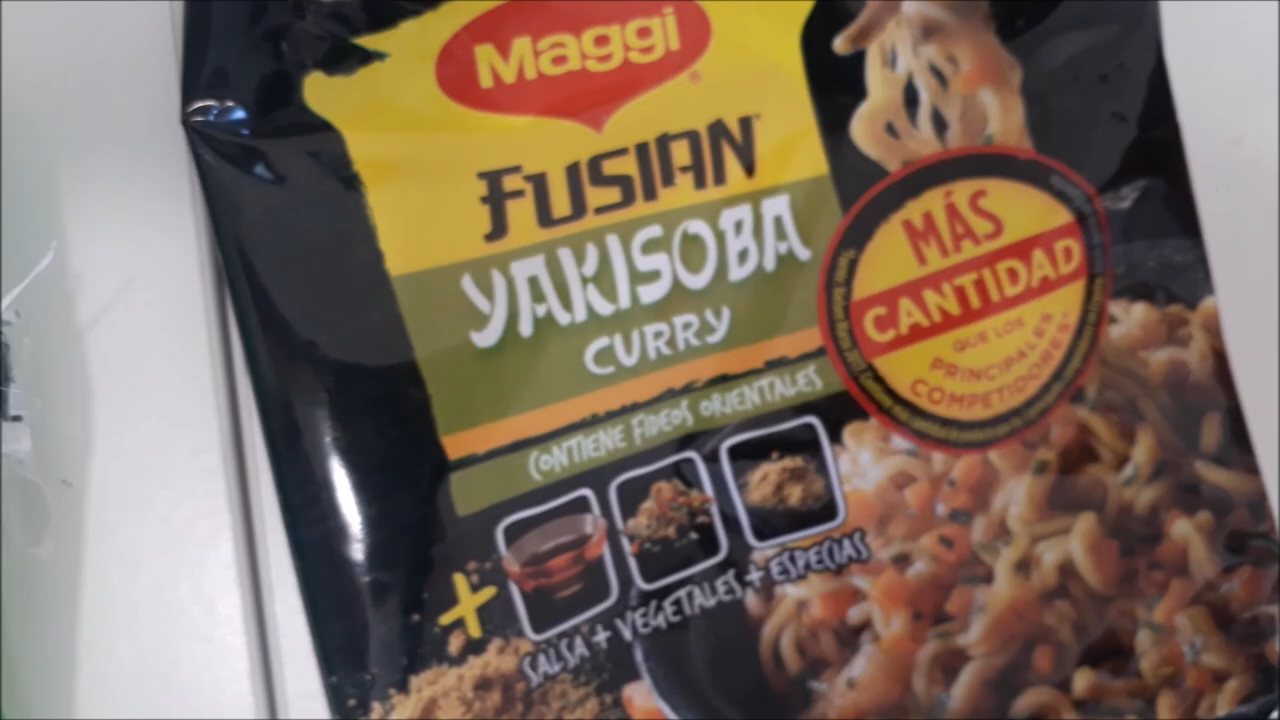 Maggi
FUSIAN
YAKISOBA
CURRY
CONTIENE FIDEOS ORIENTALES
SALSA + VEGETALES + ESPECIAS
MÁS
CANTIDAD
QUE LOS
PRINCIPALES
COMPETIDORES